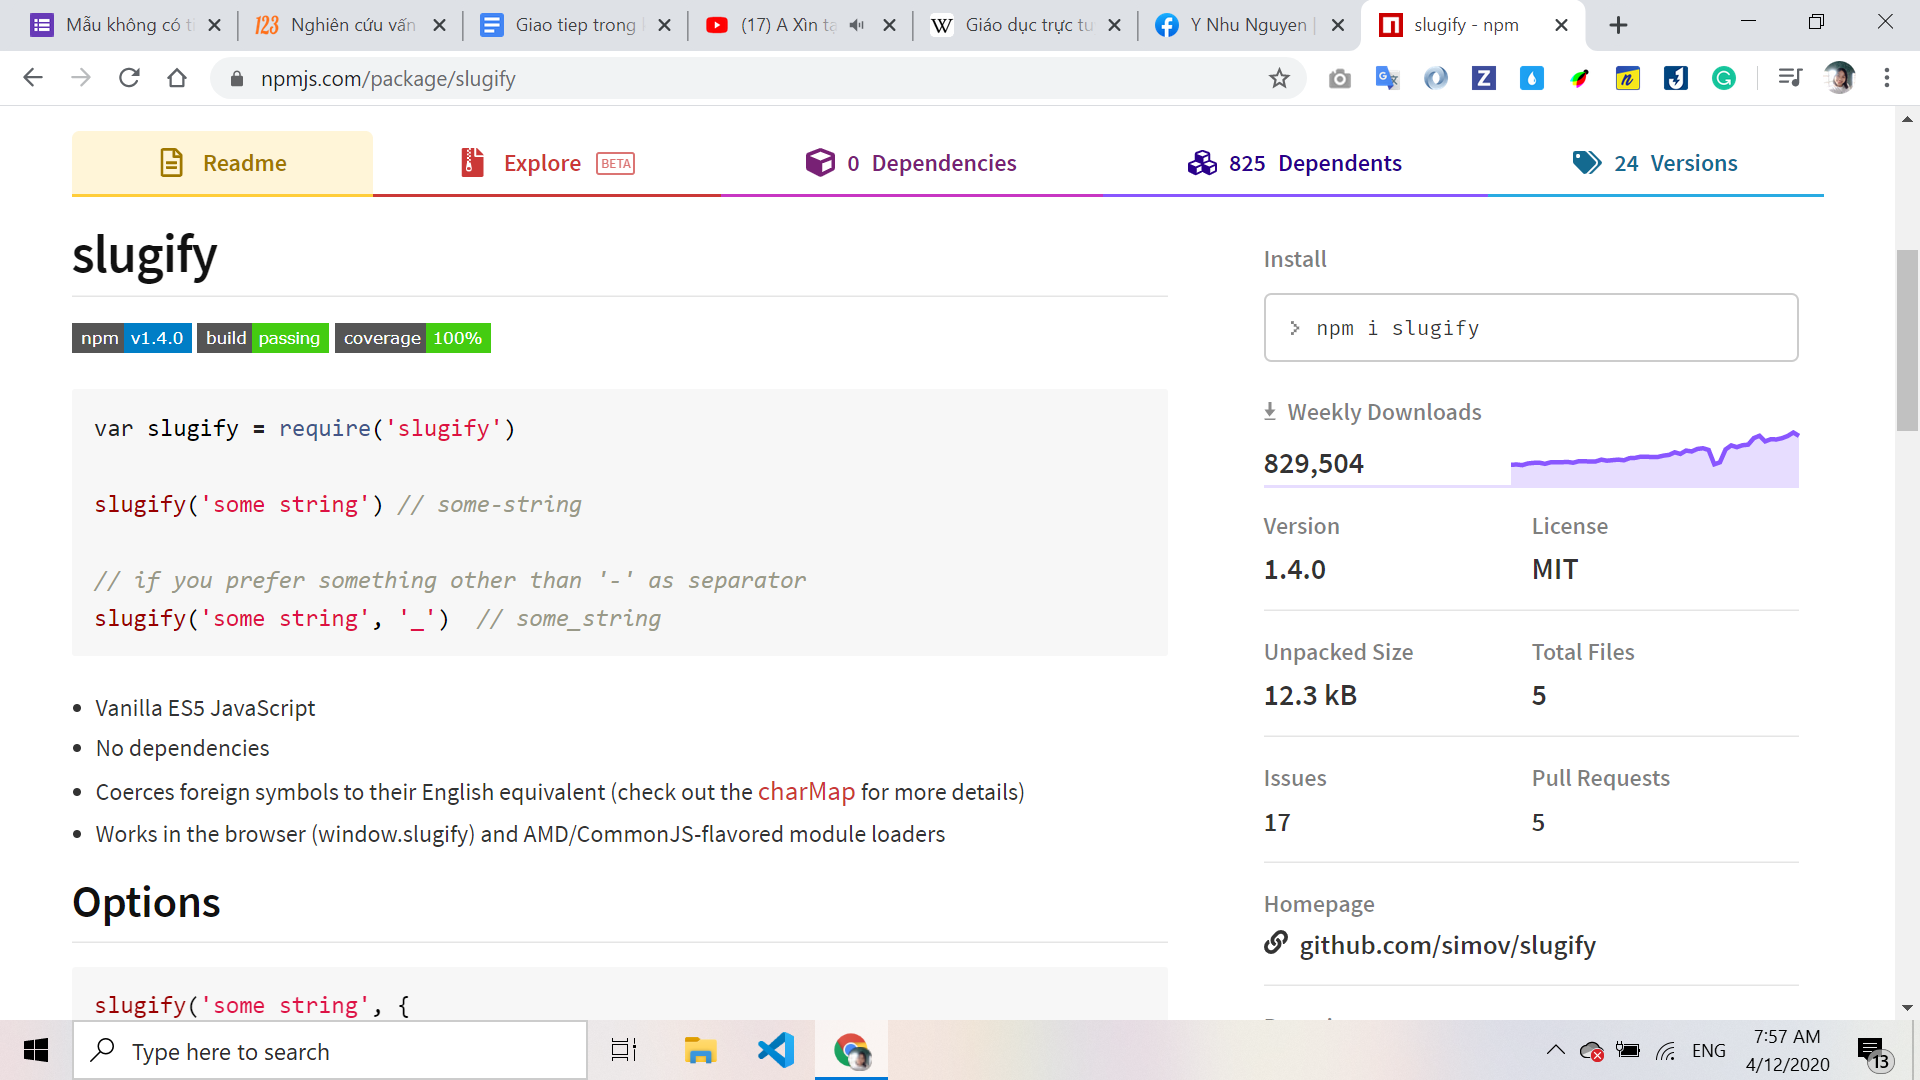 Mẫu không có ti
Nghiên cứu vấn
Giao tiep trong
(17) A Xìn tạ
Giáo dục trực tu
Y Nhu Nguyen |
slugify - npm
npmjs.com/package/slugify
Readme
Explore BETA
0 Dependencies
825 Dependents
24 Versions
slugify
npm v1.4.0
build passing
coverage 100%
var slugify = require('slugify')
slugify('some string') // some-string
// if you prefer something other than '-' as separator
slugify('some string', '_')  // some_string
Vanilla ES5 JavaScript
No dependencies
Coerces foreign symbols to their English equivalent (check out the charMap for more details)
Works in the browser (window.slugify) and AMD/CommonJS-flavored module loaders
Options
slugify('some string', {
Install
> npm i slugify
Weekly Downloads
829,504
Version
License
1.4.0
MIT
Unpacked Size
Total Files
12.3 kB
5
Issues
Pull Requests
17
5
Homepage
github.com/simov/slugify
Type here to search
ENG
7:57 AM
4/12/2020
13